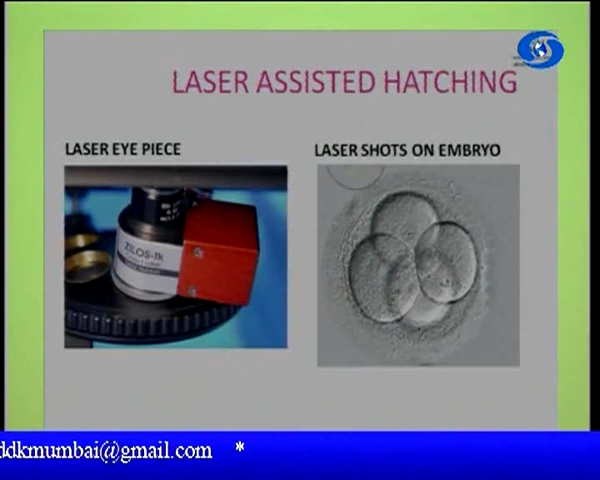 LASER ASSISTED HATCHING
LASER EYE PIECE
LASER SHOTS ON EMBRYO
ZILOS-tk
ddkmumbai@gmail.com *